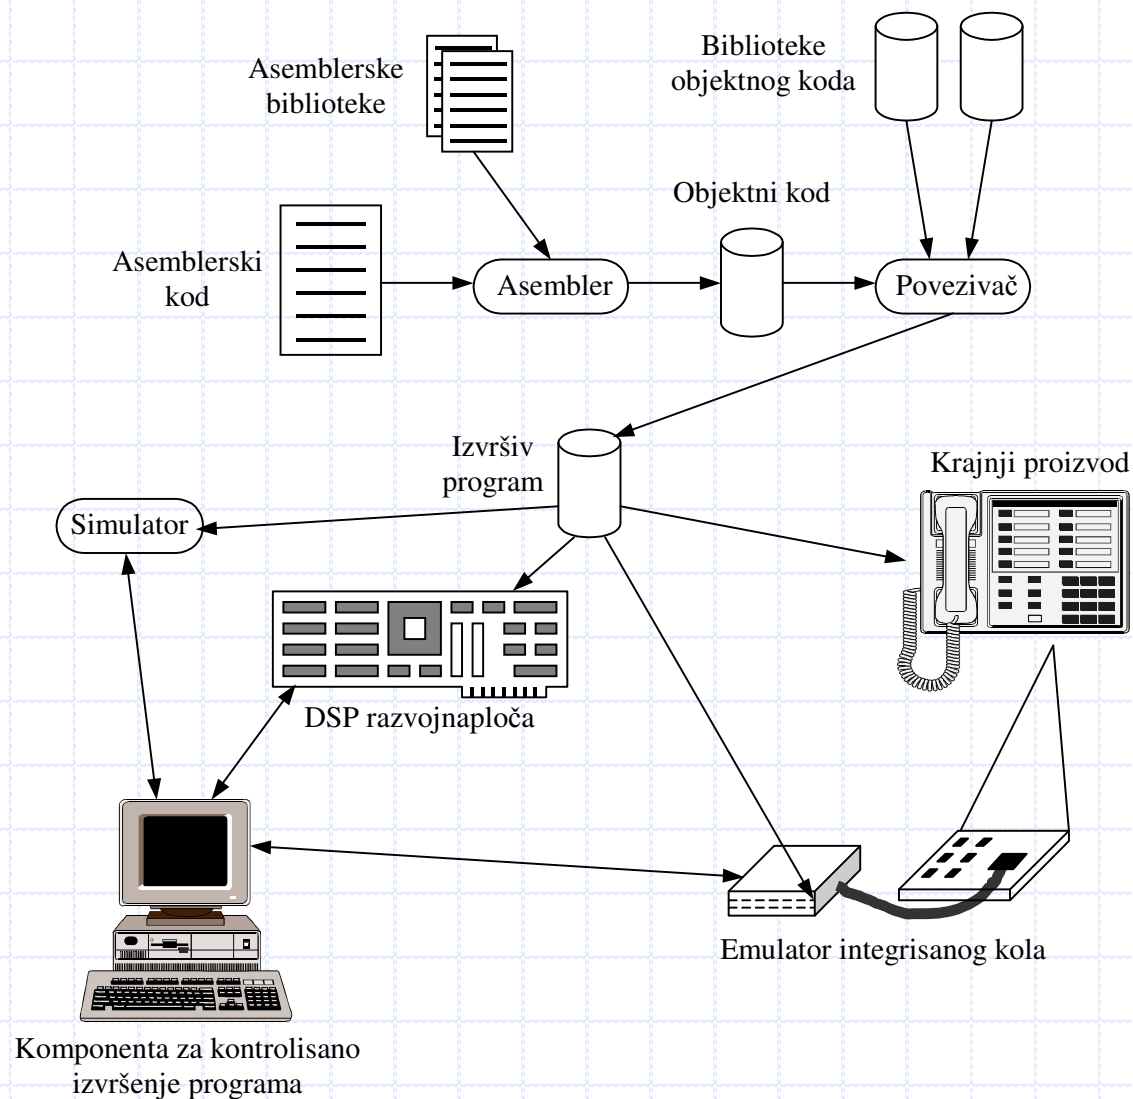 Asemblerske
biblioteke
Biblioteke
objektnog koda
Objektni kod
Asemblerski
kod
Asembler
Povezivač
Izvršiv
program
Krajnji proizvod
Simulator
DSP razvojnaploča
Emulator integrisanog kola
Komponenta za kontrolisano
izvršenje programa